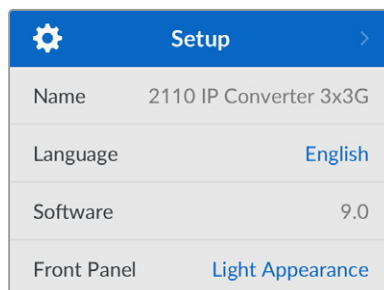 Setup
Name 2110 IP Converter 3x3G
Language English
Software 9.0
Front Panel Light Appearance